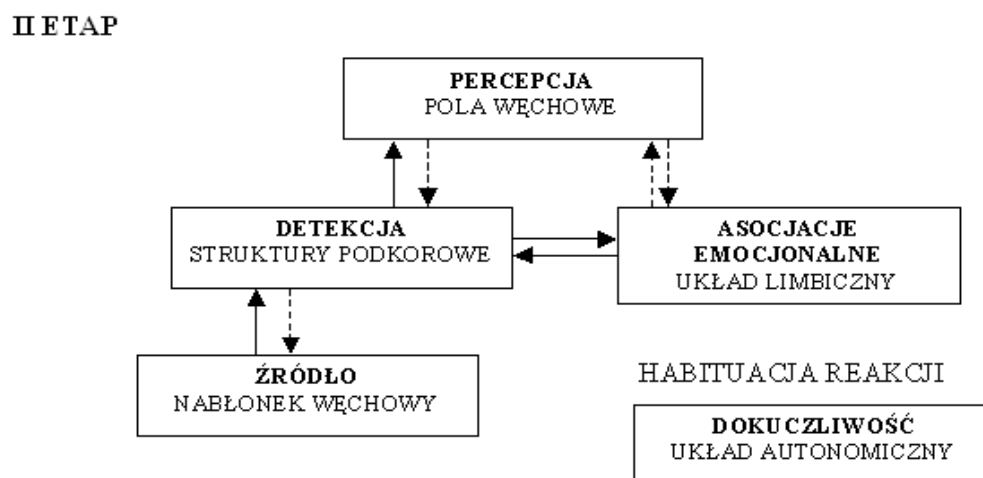 II ETAP
PERCEPCJA
POLA WĘCHOWE
DETEKCJA
STRUKTURY PODKOROWE
ASOCJACJE
EMOCJONALNE
UKŁAD LIMBICZNY
ŹRÓDŁO
NABŁONEK WĘCHOWY
HABITUACJA REAKCJI
DOKUCZLIWOŚĆ
UKŁAD AUTONOMICZNY